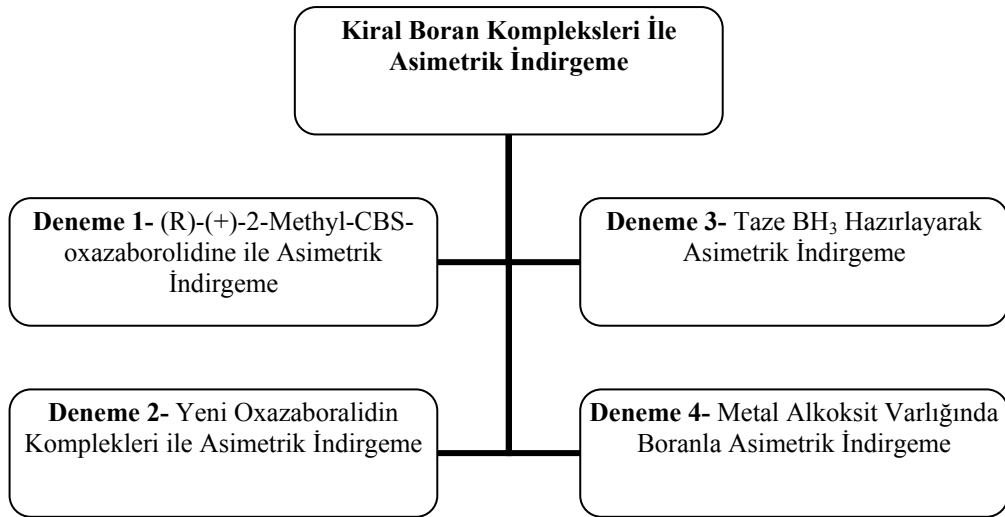 Kiral Boran Kompleksleri İle
Asimetrik İndirgeme
Deneme 1- (R)-(+)-2-Methyl-CBS-
oxazaborolidine ile Asimetrik
İndirgeme
Deneme 3- Taze BH₃ Hazırlayarak
Asimetrik İndirgeme
Deneme 2- Yeni Oxazaboralidin
Komplekleri ile Asimetrik İndirgeme
Deneme 4- Metal Alkoksit Varlığında
Boranla Asimetrik İndirgeme